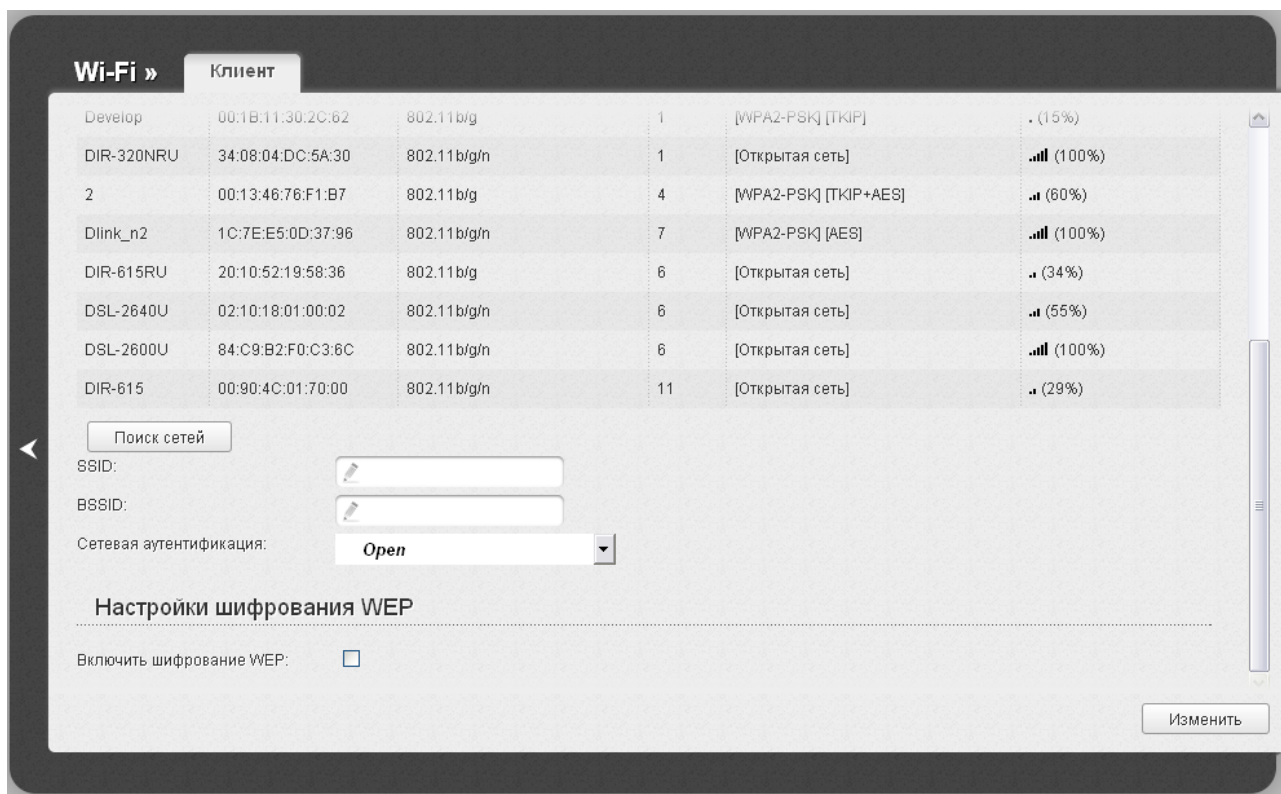 Wi-Fi » Клиент
Develop 00:1B:11:30:2C:62 802.11b/g 1 [WPA2-PSK] [TKIP] (15%)
DIR-320NRU 34:08:04:DC:5A:30 802.11b/g/n 1 [Открытая сеть] (100%)
2 00:13:46:76:F1:B7 802.11b/g 4 [WPA2-PSK] [TKIP+AES] (60%)
Dlink_n2 1C:7E:E5:0D:37:96 802.11b/g/n 7 [WPA2-PSK] [AES] (100%)
DIR-615RU 20:10:52:19:58:36 802.11b/g 6 [Открытая сеть] (34%)
DSL-2640U 02:10:18:01:00:02 802.11b/g/n 6 [Открытая сеть] (55%)
DSL-2600U 84:C9:B2:F0:C3:6C 802.11b/g/n 6 [Открытая сеть] (100%)
DIR-615 00:90:4C:01:70:00 802.11b/g/n 11 [Открытая сеть] (29%)
Поиск сетей
SSID:
BSSID:
Сетевая аутентификация: Open
Настройки шифрования WEP
Включить шифрование WEP:
Изменить